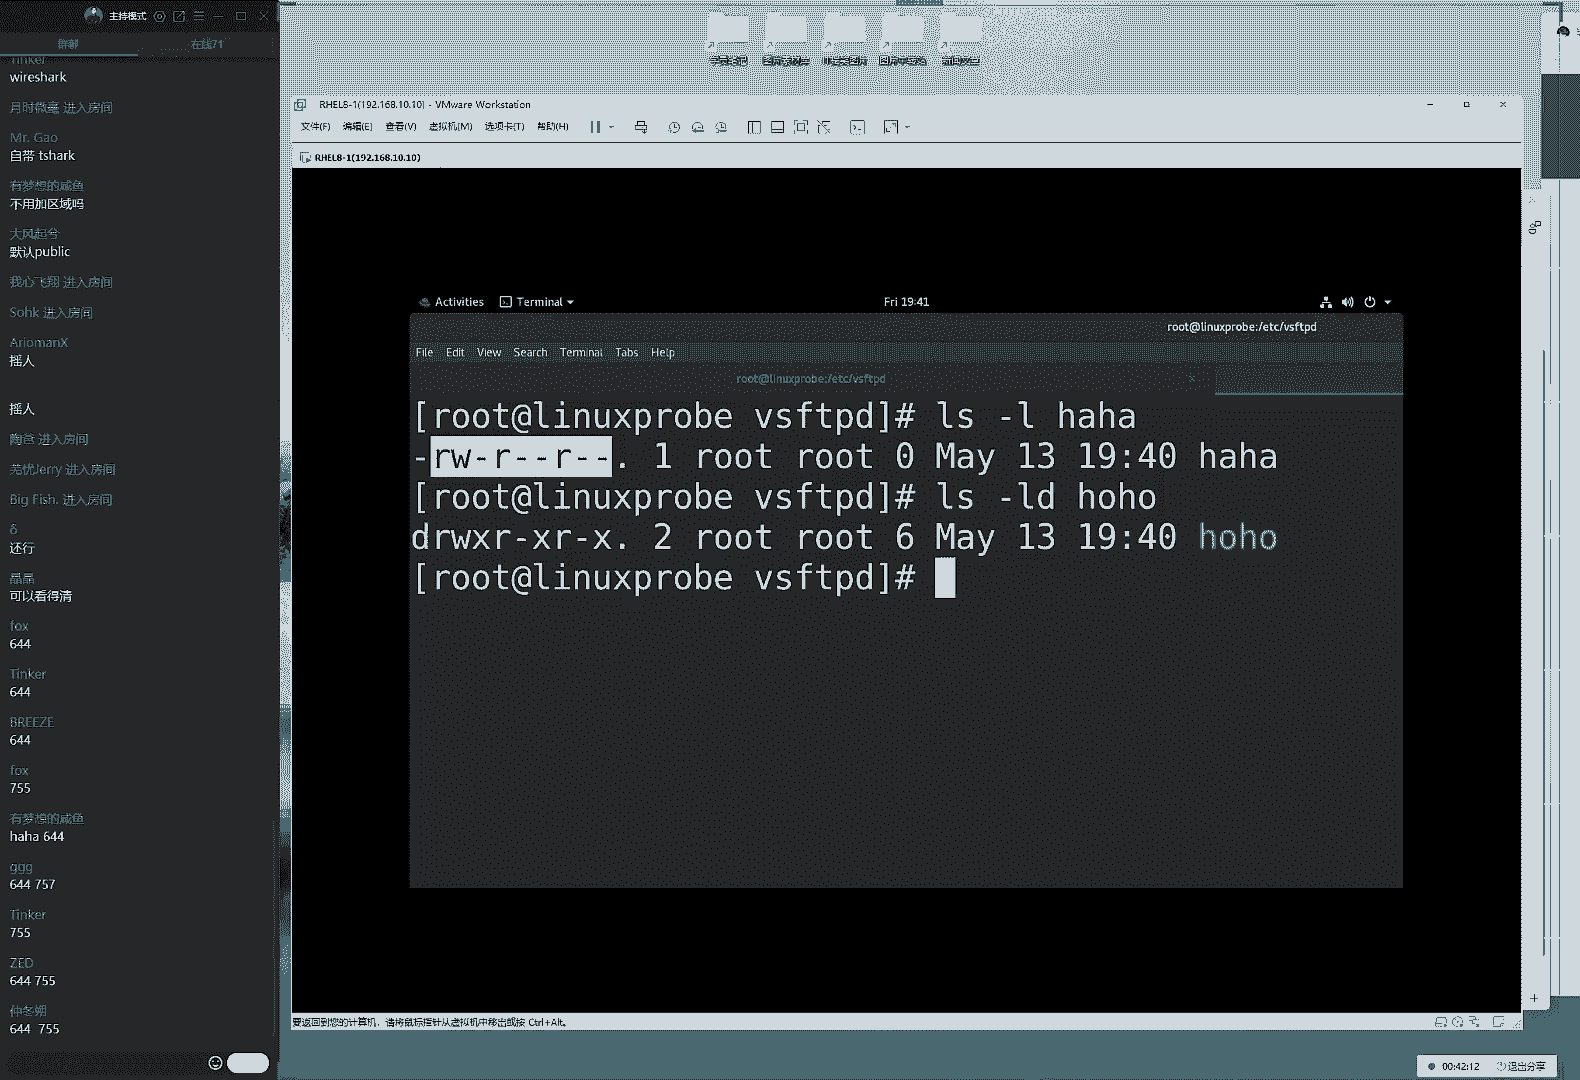 主持模式
群聊
在线71
Tinker
wireshark
月时微毫 进入房间
Mr. Gao
自带 tshark
有梦想的咸鱼
不用加区域吗
大风起兮
默认public
我心飞翔 进入房间
Sohk 进入房间
AriomanX
摇人
摇人
陶爸 进入房间
Jerry 进入房间
Big Fish. 进入房间
δ
还行
晶晶
可以看得清
fox
644
Tinker
644
BREEZE
644
fox
755
有梦想的咸鱼
haha 644
ggg
644 757
Tinker
755
ZED
644 755
仲冬朔
644 755
RHEL8-1(192.168.10.10) - VMware Workstation
文件(F) 编辑(E) 查看(V) 虚拟机(M) 选项卡(T) 帮助(H)
RHEL8-1(192.168.10.10)
Activities Terminal Fri 19:41
root@linuxprobe:/etc/vsftpd
File Edit View Search Terminal Tabs Help
root@linuxprobe:/etc/vsftpd
[root@linuxprobe vsftpd]# ls -l haha
-rw-r--r--. 1 root root 0 May 13 19:40 haha
[root@linuxprobe vsftpd]# ls -ld hoho
drwxr-xr-x. 2 root root 6 May 13 19:40 hoho
[root@linuxprobe vsftpd]#
要返回到您的计算机，请将鼠标指针从虚拟机中移出或按 Ctrl+Alt。
00:42:12 退出分享